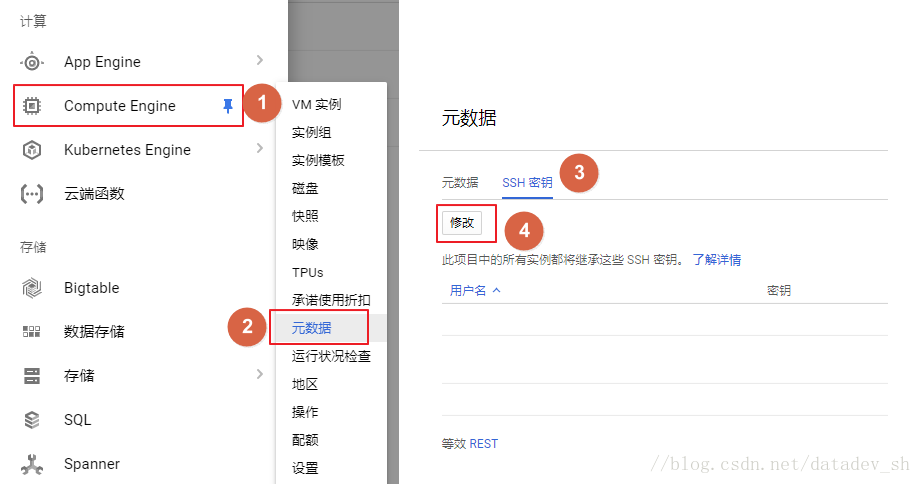 计算
App Engine
Compute Engine
1
Kubernetes Engine
云端函数
存储
Bigtable
数据存储
存储
SQL
Spanner
VM 实例
实例组
实例模板
磁盘
快照
映像
TPUs
承诺使用折扣
2
元数据
运行状况检查
地区
操作
配额
设置
元数据
元数据 SSH 密钥
3
修改
4
此项目中的所有实例都将继承这些 SSH 密钥。 了解详情
用户名 密钥
等效 REST
//blog.csdn.net/datadev_sh